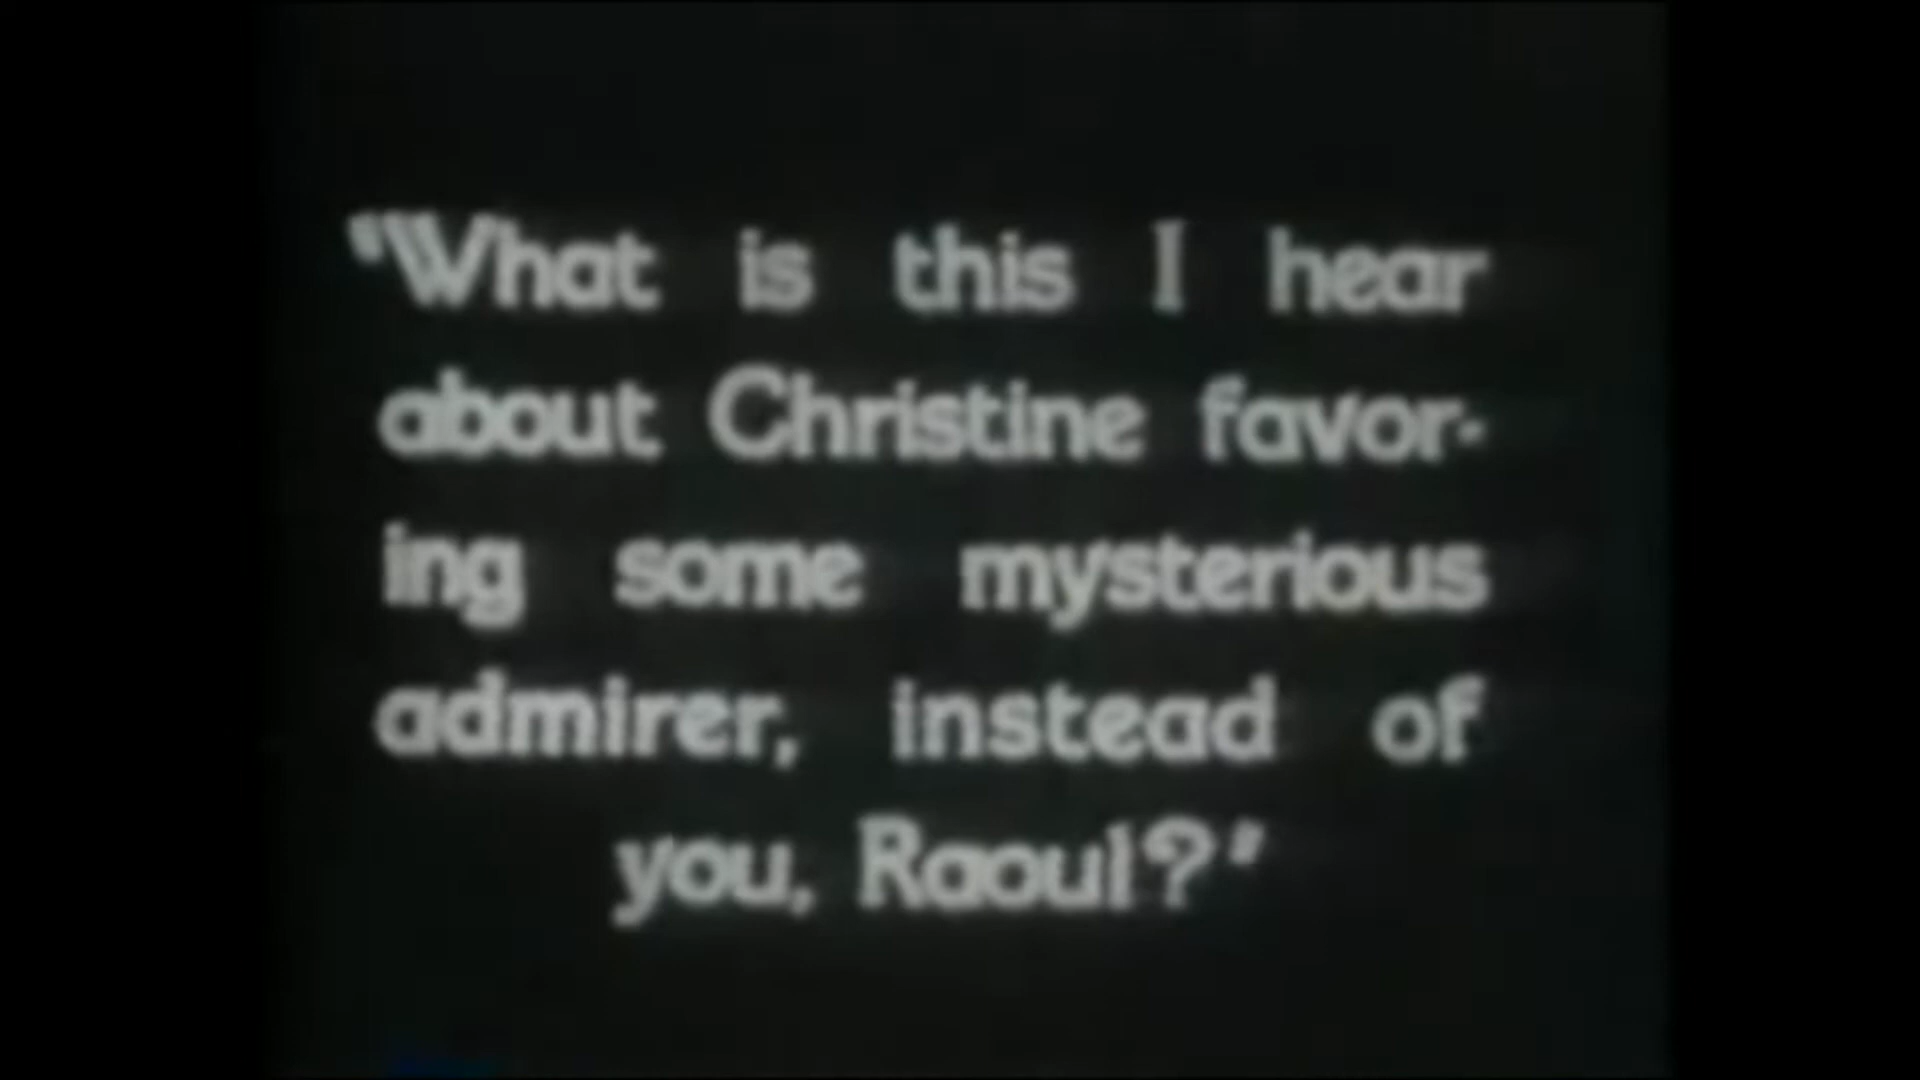 "What is this I hear
about Christine favor-
ing some mysterious
admirer, instead of
you, Raoul?"